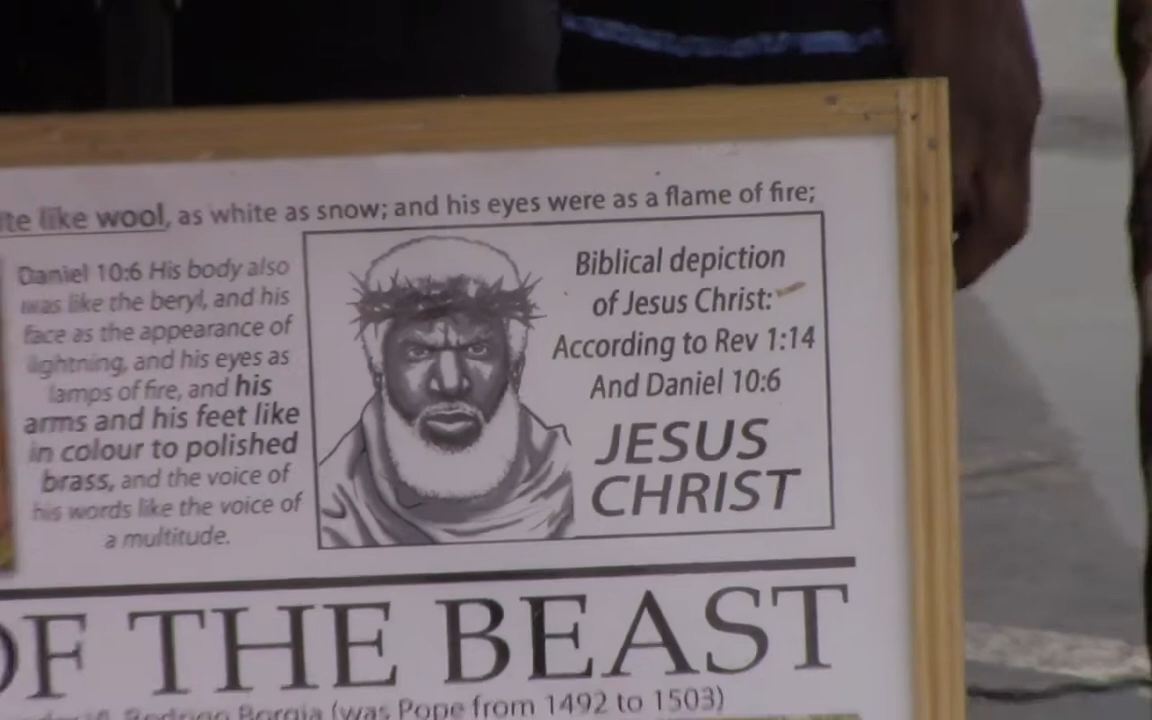 like wool, as white as snow; and his eyes were as a flame of fire;
Daniel 10:6 His body also
was like the beryl, and his
face as the appearance of
lightning, and his eyes as
lamps of fire, and his
arms and his feet like
in colour to polished
brass, and the voice of
his words like the voice of
a multitude.
Biblical depiction
of Jesus Christ:
According to Rev 1:14
And Daniel 10:6
JESUS
CHRIST
OF THE BEAST
Rodrigo Borgia (was Pope from 1492 to 1503)